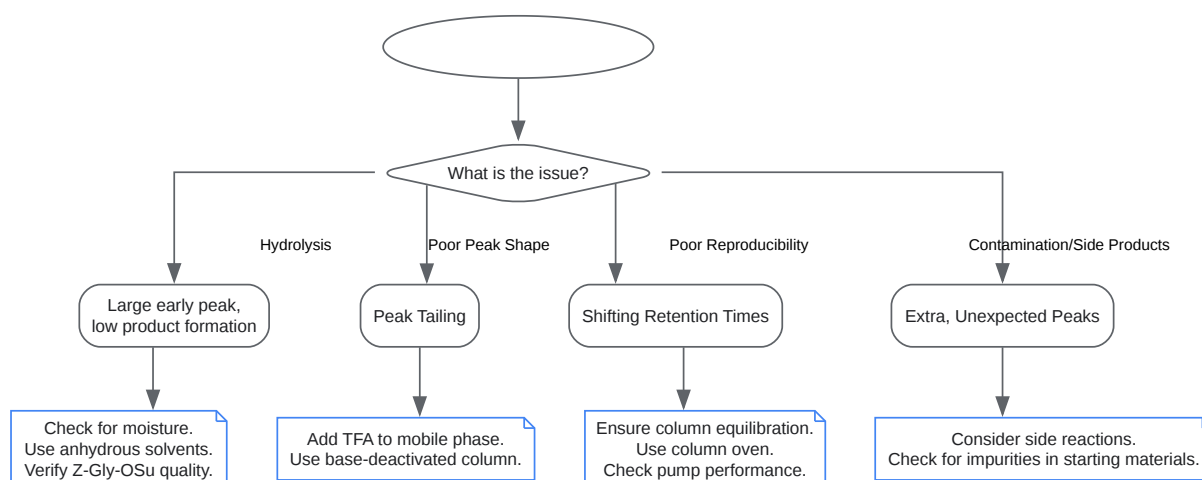 What is the issue?
Hydrolysis
Poor Peak Shape
Poor Reproducibility
Contamination/Side Products
Large early peak,
low product formation
Peak Tailing
Shifting Retention Times
Extra, Unexpected Peaks
Check for moisture.
Use anhydrous solvents.
Verify Z-Gly-OSu quality.
Add TFA to mobile phase.
Use base-deactivated column.
Ensure column equilibration.
Use column oven.
Check pump performance.
Consider side reactions.
Check for impurities in starting materials.